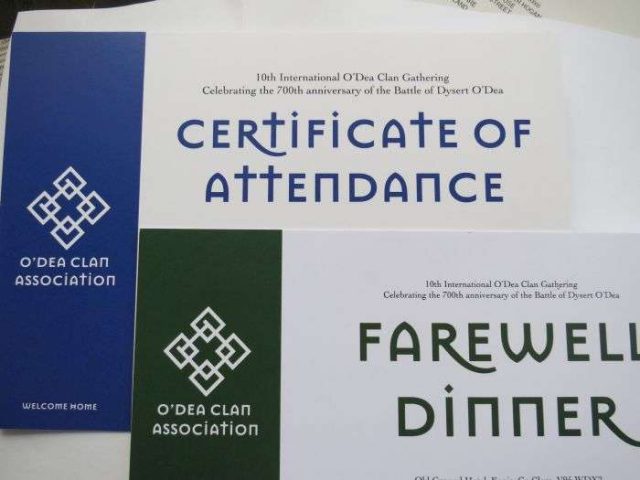 10th International O'Dea Clan Gathering
Celebrating the 700th anniversary of the Battle of Dysert O'Dea
CERTIFICATE OF
ATTENDANCE
O'DEA CLAN
ASSOCIATION
WELCOME HOME
10th International O'Dea Clan Gathering
Celebrating the 700th anniversary of the Battle of Dysert O'Dea
FAREWELL
DINNER
O'DEA CLAN
ASSOCIATION
STREET